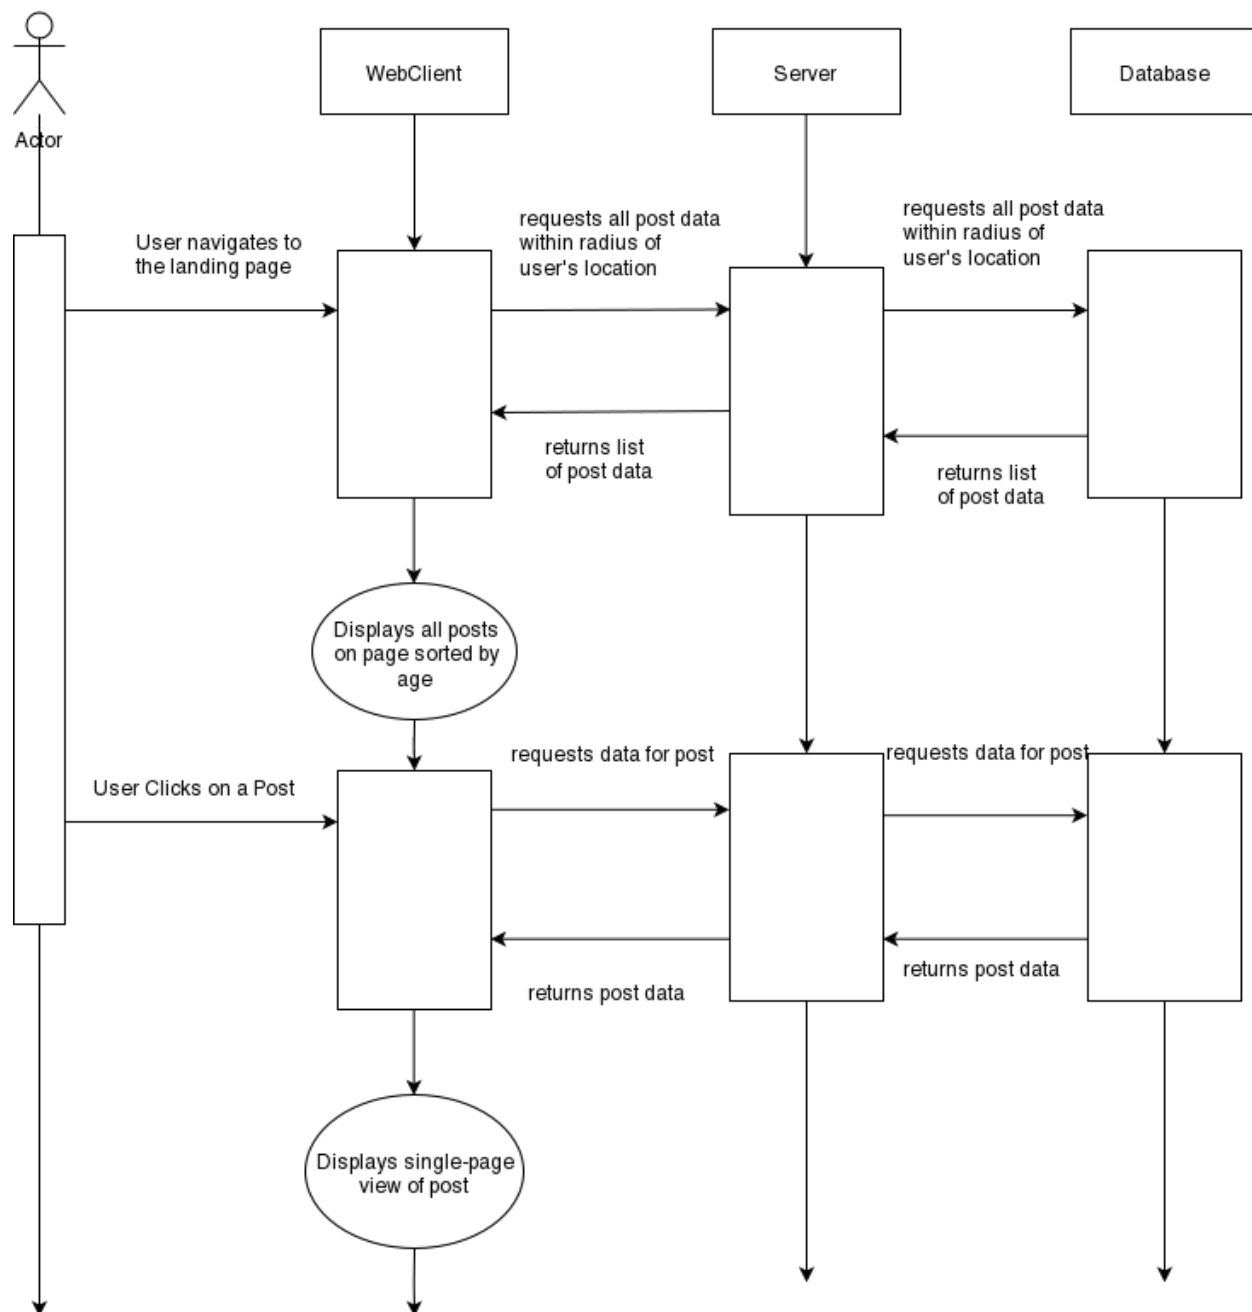 Actor
WebClient
Server
Database
User navigates to
the landing page
requests all post data
within radius of
user's location
requests all post data
within radius of
user's location
returns list
of post data
returns list
of post data
Displays all posts
on page sorted by
age
User Clicks on a Post
requests data for post
requests data for post
returns post data
returns post data
Displays single-page
view of post